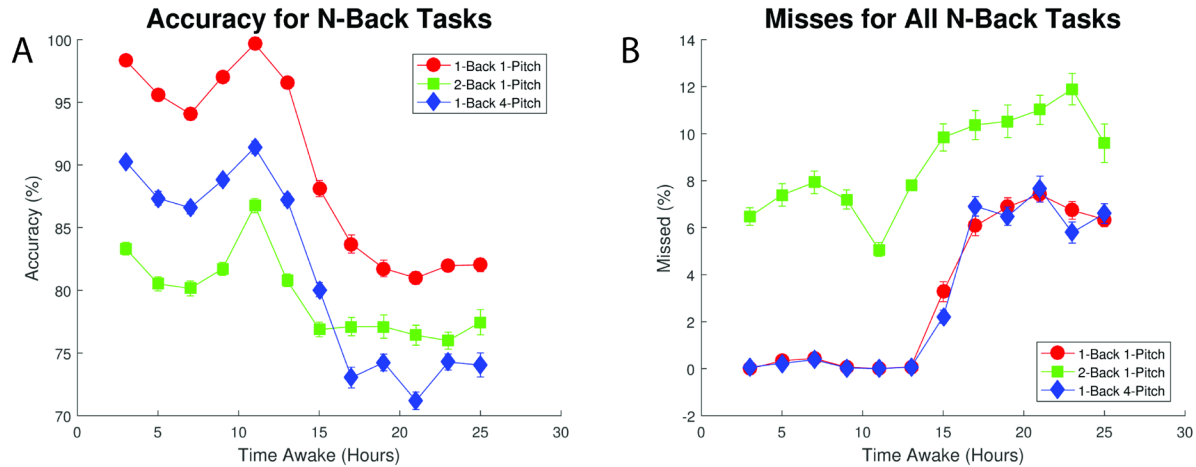 Accuracy for N-Back Tasks
A
100
95
90
85
80
75
70
Accuracy (%)
1-Back 1-Pitch
2-Back 1-Pitch
1-Back 4-Pitch
0
5
10
15
20
25
30
Time Awake (Hours)
Misses for All N-Back Tasks
B
14
12
10
8
6
4
2
0
-2
Missed (%)
1-Back 1-Pitch
2-Back 1-Pitch
1-Back 4-Pitch
0
5
10
15
20
25
30
Time Awake (Hours)